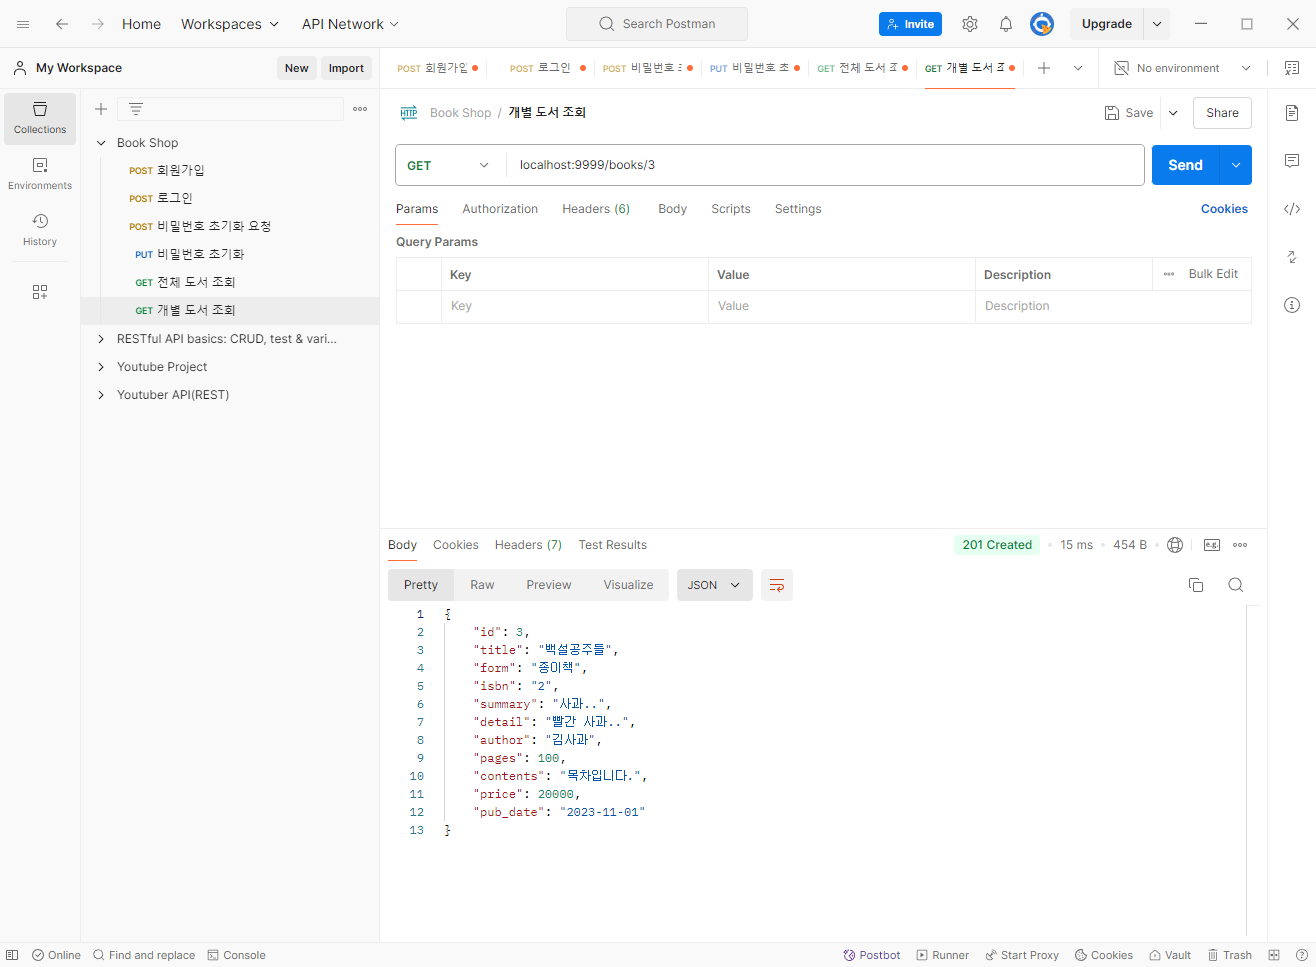 Home Workspaces API Network Search Postman Invite Upgrade
My Workspace New Import POST 회원가입 POST 로그인 POST 비밀번호 초 PUT 비밀번호 초 GET 전체 도서 조 GET 개별 도서 조 No environment
Collections
Environments
History
Book Shop
POST 회원가입
POST 로그인
POST 비밀번호 초기화 요청
PUT 비밀번호 초기화
GET 전체 도서 조회
GET 개별 도서 조회
RESTful API basics: CRUD, test & vari...
Youtube Project
Youtuber API(REST)
HTTP Book Shop / 개별 도서 조회 Save Share
GET localhost:9999/books/3 Send
Params Authorization Headers (6) Body Scripts Settings Cookies
Query Params
Key Value Description Bulk Edit
Key Value Description
Body Cookies Headers (7) Test Results 201 Created 15 ms 454 B e.g.
Pretty Raw Preview Visualize JSON
1 {
2 "id": 3,
3 "title": "백설공주들",
4 "form": "종이책",
5 "isbn": "2",
6 "summary": "사과..",
7 "detail": "빨간 사과..",
8 "author": "김사과",
9 "pages": 100,
10 "contents": "목차입니다.",
11 "price": 20000,
12 "pub_date": "2023-11-01"
13 }
Online Find and replace Console Postbot Runner Start Proxy Cookies Vault Trash